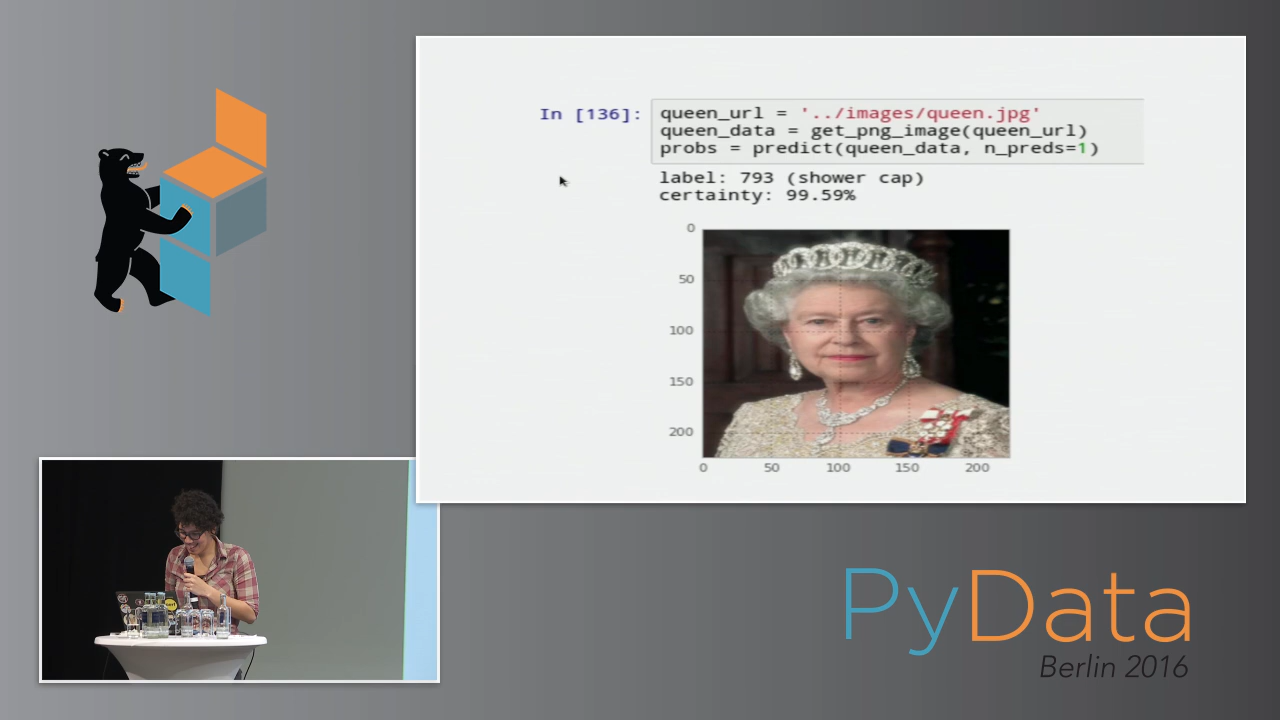 In [136]: queen_url = '../images/queen.jpg'
queen_data = get_png_image(queen_url)
probs = predict(queen_data, n_preds=1)
label: 793 (shower cap)
certainty: 99.59%
0
50
100
150
200
0 50 100 150 200
PyData
Berlin 2016